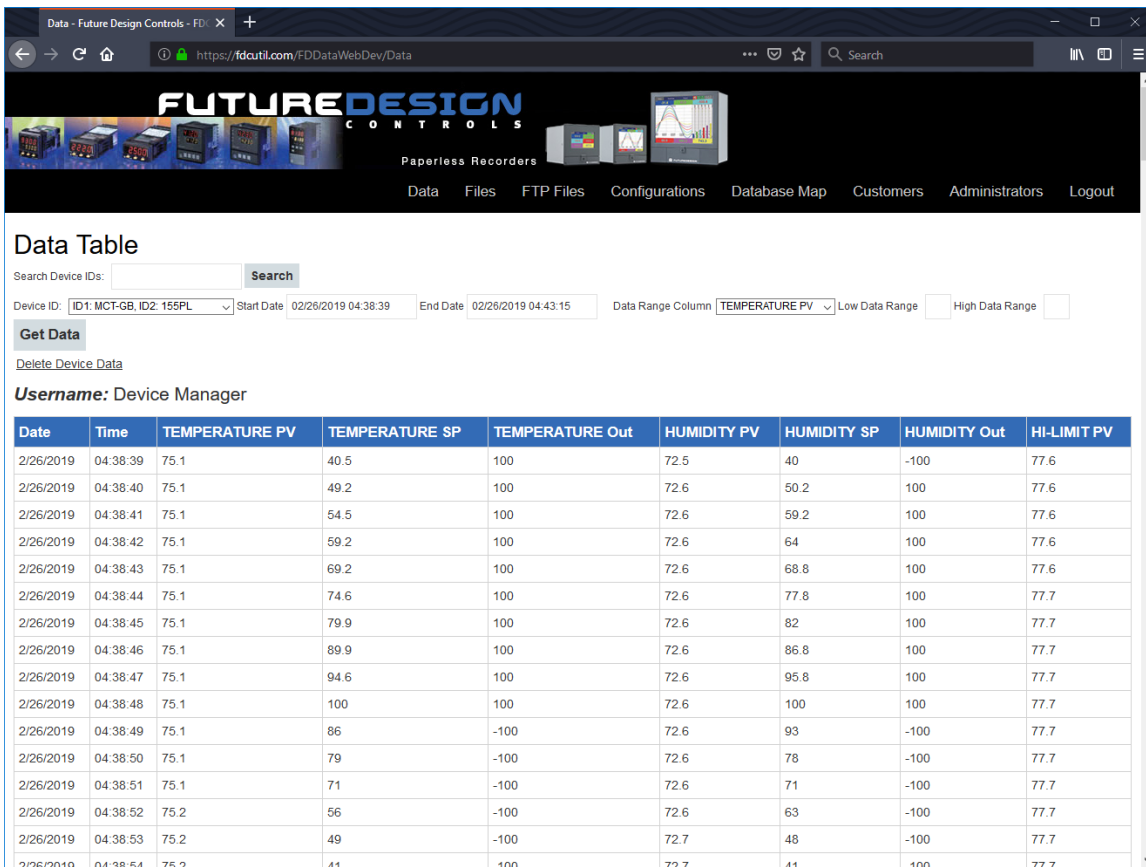 Data - Future Design Controls - FDC
https://fdcutil.com/FDDataWebDev/Data
Search
FUTUREDESIGN
CONTROLS
Paperless Recorders
Data Files FTP Files Configurations Database Map Customers Administrators Logout
Data Table
Search Device IDs: Search
Device ID: ID1: MCT-GB, ID2: 155PL Start Date 02/26/2019 04:38:39 End Date 02/26/2019 04:43:15 Data Range Column TEMPERATURE PV Low Data Range High Data Range
Get Data
Delete Device Data
Username: Device Manager
Date Time TEMPERATURE PV TEMPERATURE SP TEMPERATURE Out HUMIDITY PV HUMIDITY SP HUMIDITY Out HI-LIMIT PV
2/26/2019 04:38:39 75.1 40.5 100 72.5 40 -100 77.6
2/26/2019 04:38:40 75.1 49.2 100 72.6 50.2 100 77.6
2/26/2019 04:38:41 75.1 54.5 100 72.6 59.2 100 77.6
2/26/2019 04:38:42 75.1 59.2 100 72.6 64 100 77.6
2/26/2019 04:38:43 75.1 69.2 100 72.6 68.8 100 77.6
2/26/2019 04:38:44 75.1 74.6 100 72.6 77.8 100 77.7
2/26/2019 04:38:45 75.1 79.9 100 72.6 82 100 77.7
2/26/2019 04:38:46 75.1 89.9 100 72.6 86.8 100 77.7
2/26/2019 04:38:47 75.1 94.6 100 72.6 95.8 100 77.7
2/26/2019 04:38:48 75.1 100 100 72.6 100 100 77.7
2/26/2019 04:38:49 75.1 86 -100 72.6 93 -100 77.7
2/26/2019 04:38:50 75.1 79 -100 72.6 78 -100 77.7
2/26/2019 04:38:51 75.1 71 -100 72.6 71 -100 77.7
2/26/2019 04:38:52 75.2 56 -100 72.6 63 -100 77.7
2/26/2019 04:38:53 75.2 49 -100 72.7 48 -100 77.7
2/26/2019 04:38:54 75.2 41 -100 72.7 41 -100 77.7